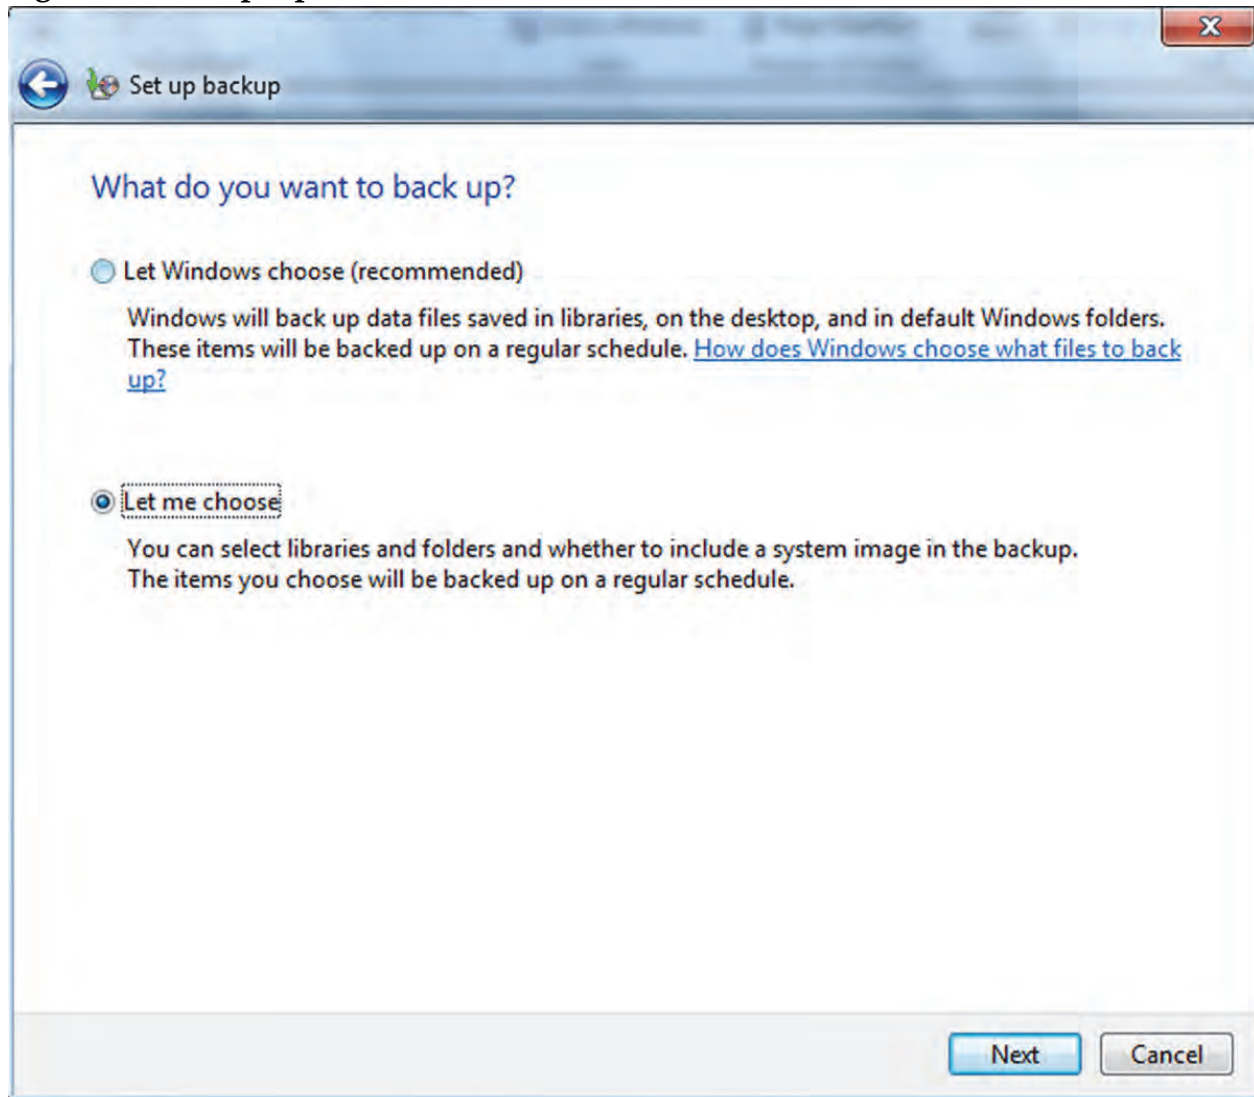 Set up backup
What do you want to back up?
Let Windows choose (recommended)
Windows will back up data files saved in libraries, on the desktop, and in default Windows folders.
These items will be backed up on a regular schedule. How does Windows choose what files to back
up?
Let me choose
You can select libraries and folders and whether to include a system image in the backup.
The items you choose will be backed up on a regular schedule.
Next Cancel